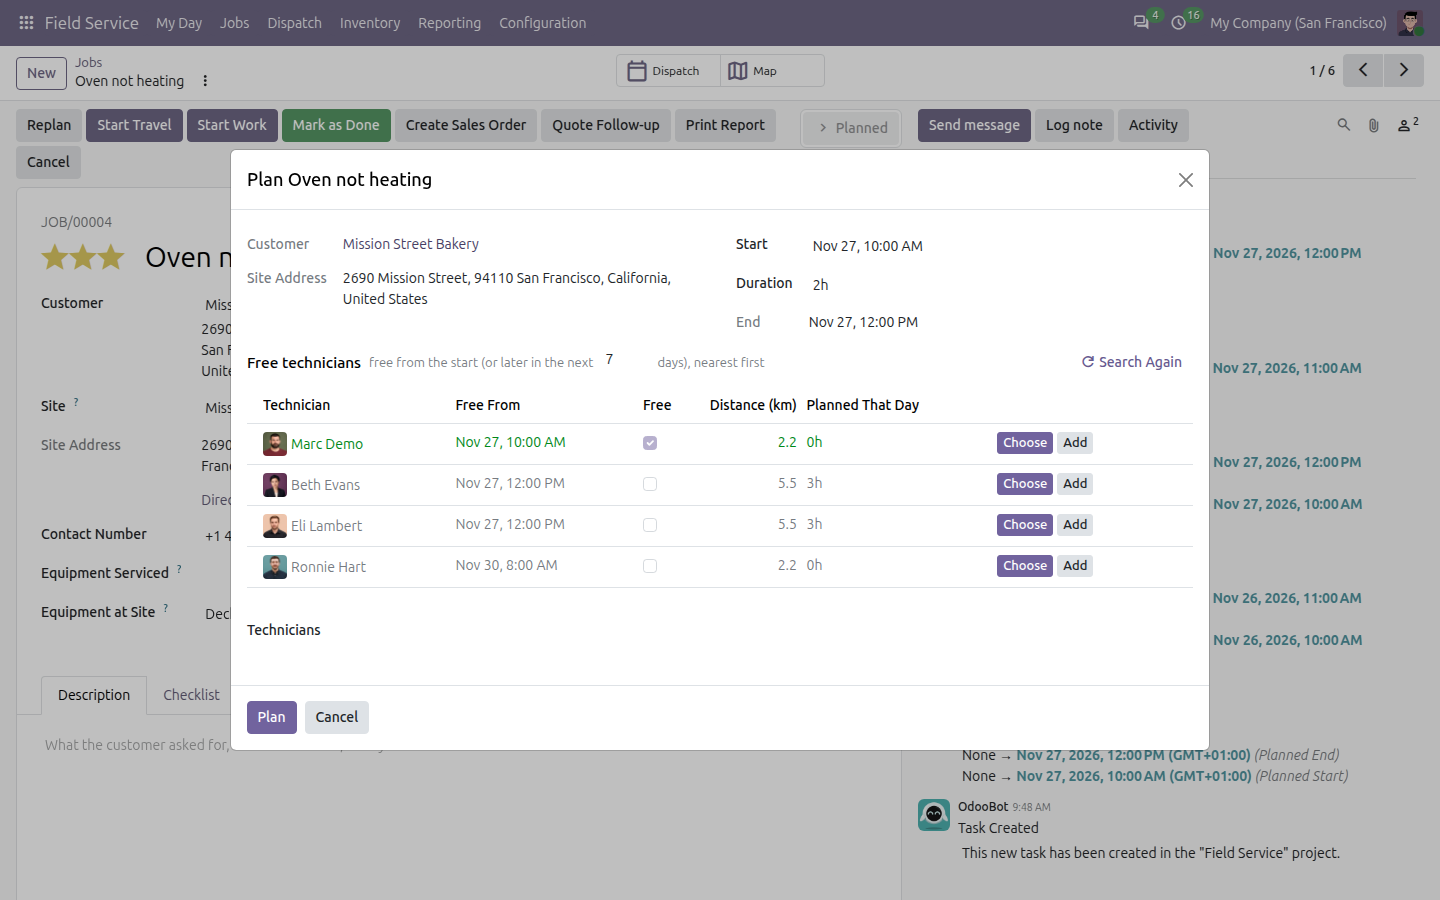 Field Service
My Day
Jobs
Dispatch
Inventory
Reporting
Configuration
4
16
My Company (San Francisco)
New
Jobs
Oven not heating
Dispatch
Map
1 / 6
Replan
Start Travel
Start Work
Mark as Done
Create Sales Order
Quote Follow-up
Print Report
Planned
Send message
Log note
Activity
2
Cancel
JOB/00004
Oven n
Customer
Miss
2690
San F
Unite
Site ?
Miss
Site Address
2690
Fran
Direc
Contact Number
+1 4
Equipment Serviced ?
Equipment at Site ?
Decl
Description
Checklist
What the customer asked for,
Plan Oven not heating
Customer
Mission Street Bakery
Site Address
2690 Mission Street, 94110 San Francisco, California,
United States
Start
Nov 27, 10:00 AM
Duration
2h
End
Nov 27, 12:00 PM
Free technicians free from the start (or later in the next 7 days), nearest first
Search Again
Technician Free From Free Distance (km) Planned That Day
Marc Demo Nov 27, 10:00 AM 2.2 0h Choose Add
Beth Evans Nov 27, 12:00 PM 5.5 3h Choose Add
Eli Lambert Nov 27, 12:00 PM 5.5 3h Choose Add
Ronnie Hart Nov 30, 8:00 AM 2.2 0h Choose Add
Technicians
Plan
Cancel
Nov 27, 2026, 12:00 PM
Nov 27, 2026, 11:00 AM
Nov 27, 2026, 12:00 PM
Nov 27, 2026, 10:00 AM
Nov 26, 2026, 11:00 AM
Nov 26, 2026, 10:00 AM
None → Nov 27, 2026, 12:00 PM (GMT+01:00) (Planned End)
None → Nov 27, 2026, 10:00 AM (GMT+01:00) (Planned Start)
OdooBot 9:48 AM
Task Created
This new task has been created in the "Field Service" project.